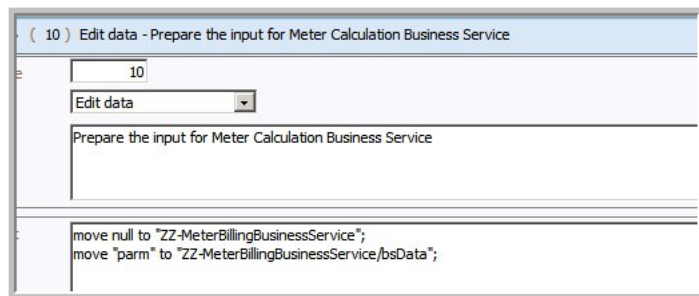 ( 10 ) Edit data - Prepare the input for Meter Calculation Business Service
10
Edit data
Prepare the input for Meter Calculation Business Service
move null to "ZZ-MeterBillingBusinessService";
move "parm" to "ZZ-MeterBillingBusinessService/bsData";